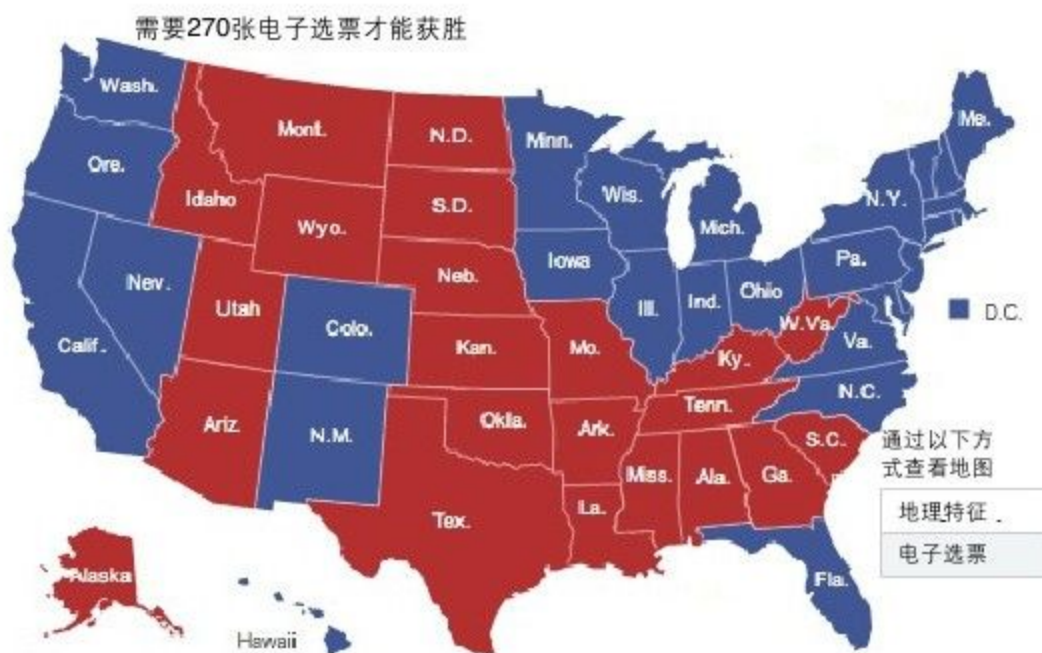 需要270张电子选票才能获胜
Wash.
Mont.
N.D.
Minn.
Me.
Ore.
Idaho
S.D.
Wis.
N.Y.
Wyo.
Mich.
Iowa
Pa.
Nev.
Neb.
Ohio
Utah
Ill.
Ind.
D.C.
Colo.
W.Va.
Calif.
Kan.
Mo.
Va.
Ky.
N.C.
Tenn.
Ariz.
Okla.
Ark.
N.M.
S.C.
通过以下方
式查看地图
Miss.
Ala.
Ga.
La.
Tex.
地理特征
电子选票
Alaska
Fla.
Hawaii